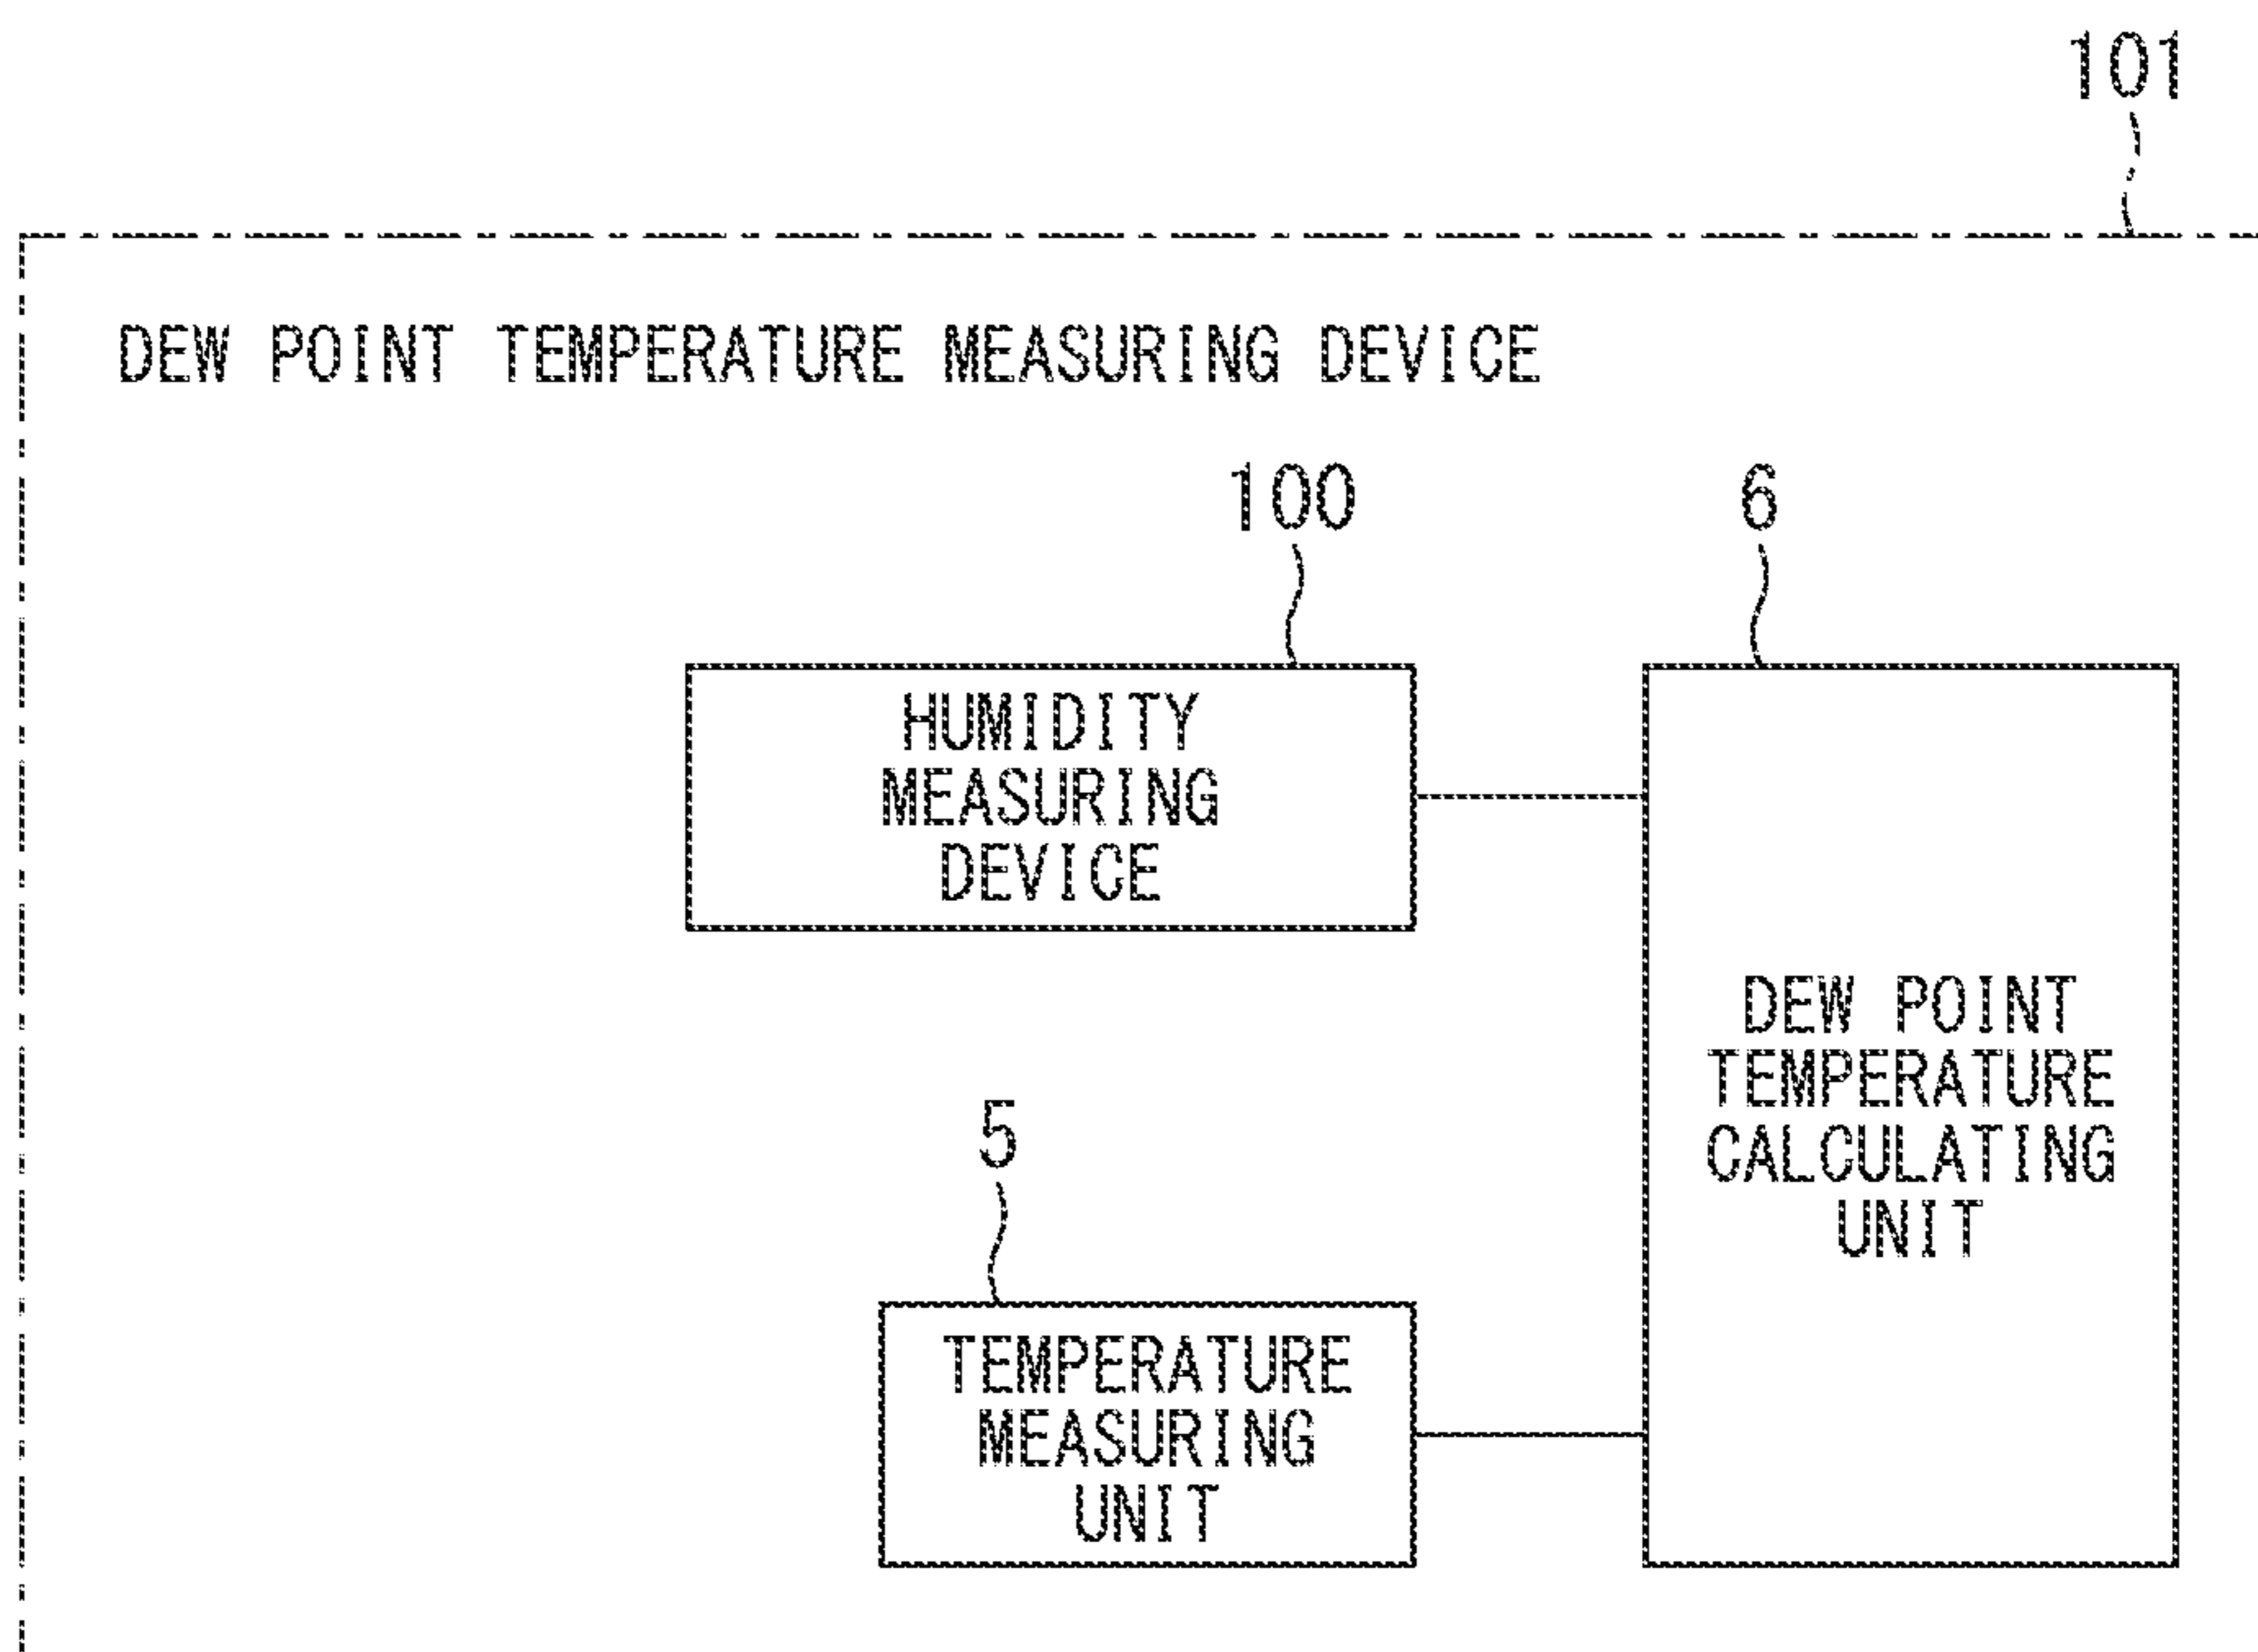 101
DEW POINT TEMPERATURE MEASURING DEVICE
100
6
HUMIDITY
MEASURING
DEVICE
DEW POINT
TEMPERATURE
CALCULATING
UNIT
5
TEMPERATURE
MEASURING
UNIT